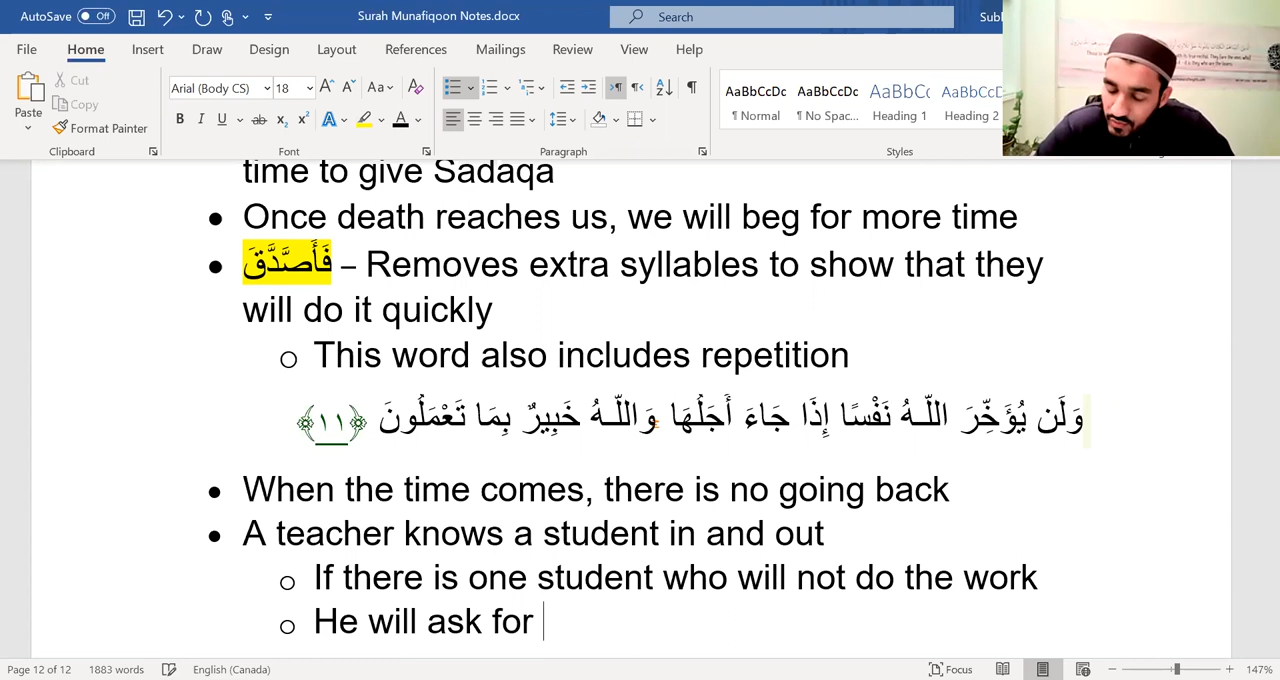 AutoSave Off
Surah Munafiqoon Notes.docx
Search
File Home Insert Draw Design Layout References Mailings Review View Help
Paste
Cut
Copy
Format Painter
Clipboard
Arial (Body CS) 18
Font
Paragraph
AaBbCcDc AaBbCcDc AaBbC
¶ Normal ¶ No Spac... Heading 1 Heading 2
Styles
time to give Sadaqa
• Once death reaches us, we will beg for more time
• فَأَصَّدَّقَ – Removes extra syllables to show that they
will do it quickly
o This word also includes repetition
وَلَن يُؤَخِّرَ اللَّـهُ نَفْسًا إِذَا جَاءَ أَجَلُهَا وَاللَّـهُ خَبِيرٌ بِمَا تَعْمَلُونَ ﴿١١﴾
• When the time comes, there is no going back
• A teacher knows a student in and out
o If there is one student who will not do the work
o He will ask for
Page 12 of 12 1883 words English (Canada) Focus 147%